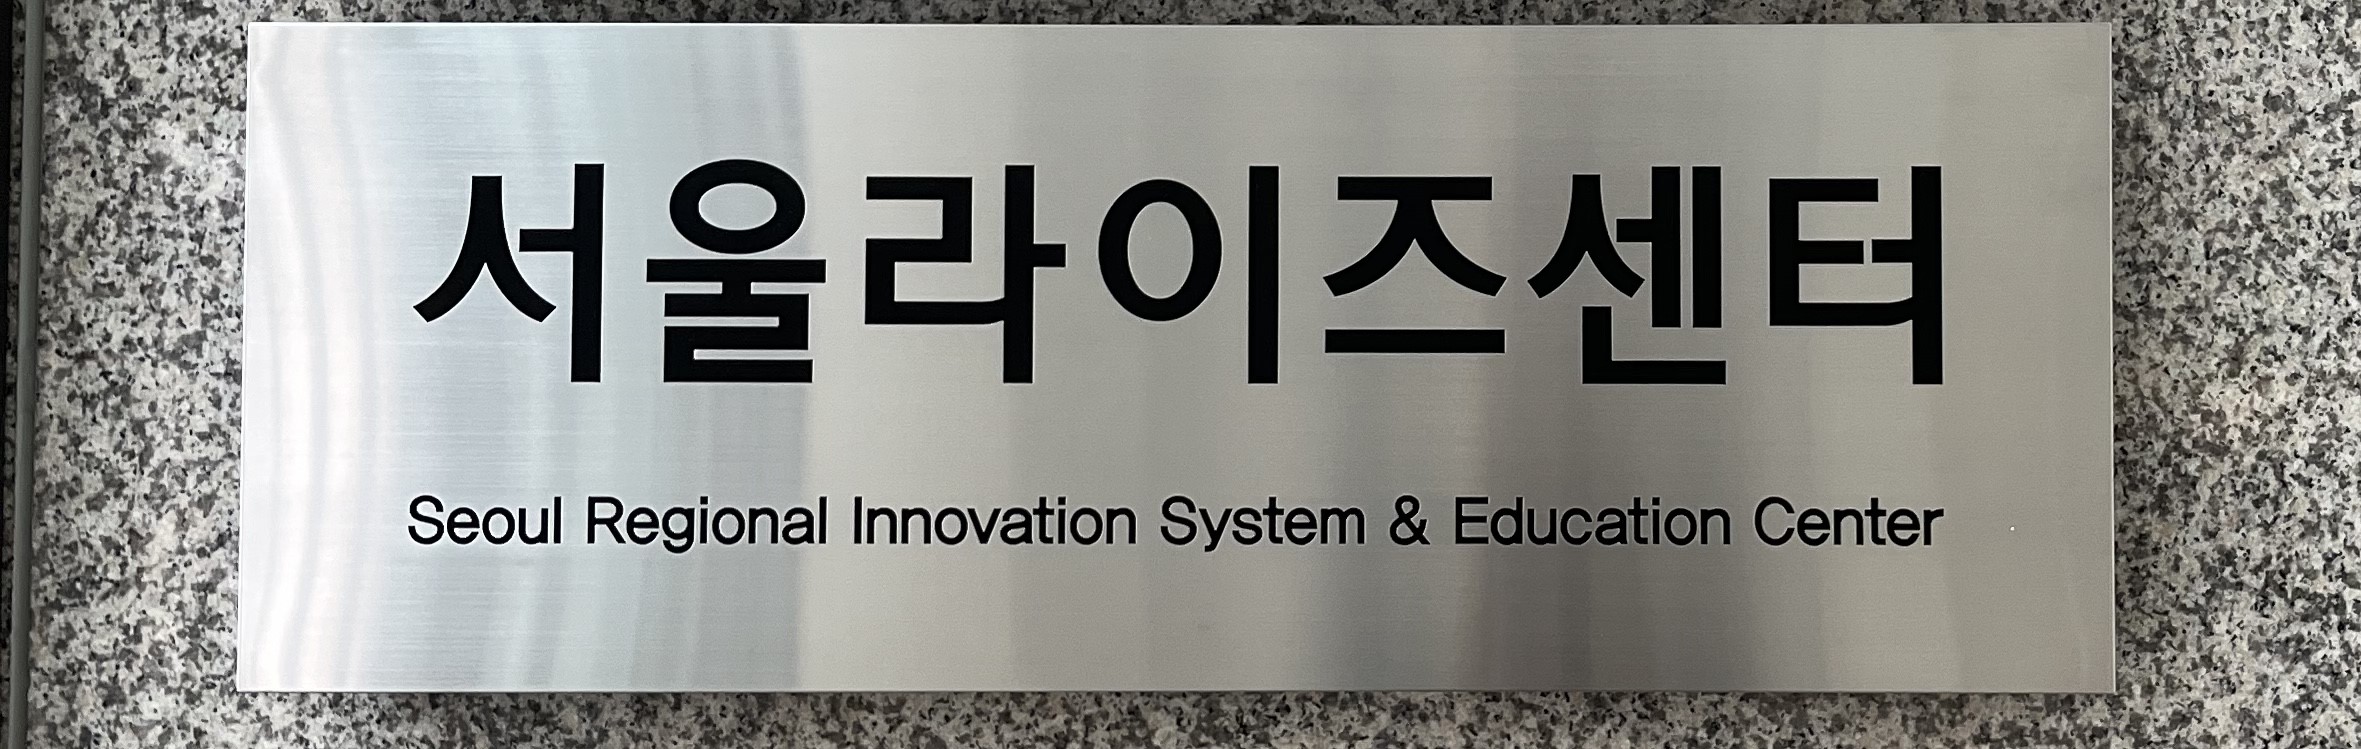 서울라이즈센터
Seoul Regional Innovation System & Education Center